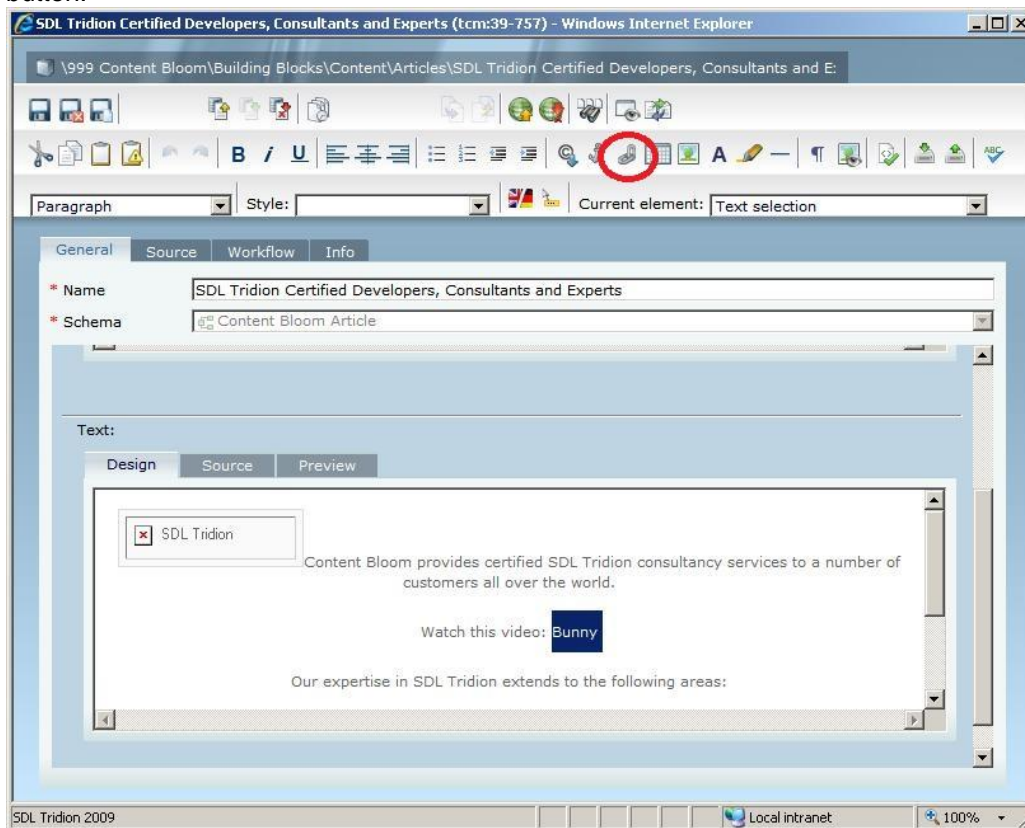 button.
SDL Tridion Certified Developers, Consultants and Experts (tcm:39-757) - Windows Internet Explorer
\999 Content Bloom\Building Blocks\Content\Articles\SDL Tridion Certified Developers, Consultants and E:
B I U A ¶ ABC
Paragraph Style: Current element: Text selection
General Source Workflow Info
* Name SDL Tridion Certified Developers, Consultants and Experts
* Schema Content Bloom Article
Text:
Design Source Preview
SDL Tridion
Content Bloom provides certified SDL Tridion consultancy services to a number of
customers all over the world.
Watch this video: Bunny
Our expertise in SDL Tridion extends to the following areas:
SDL Tridion 2009 Local intranet 100%